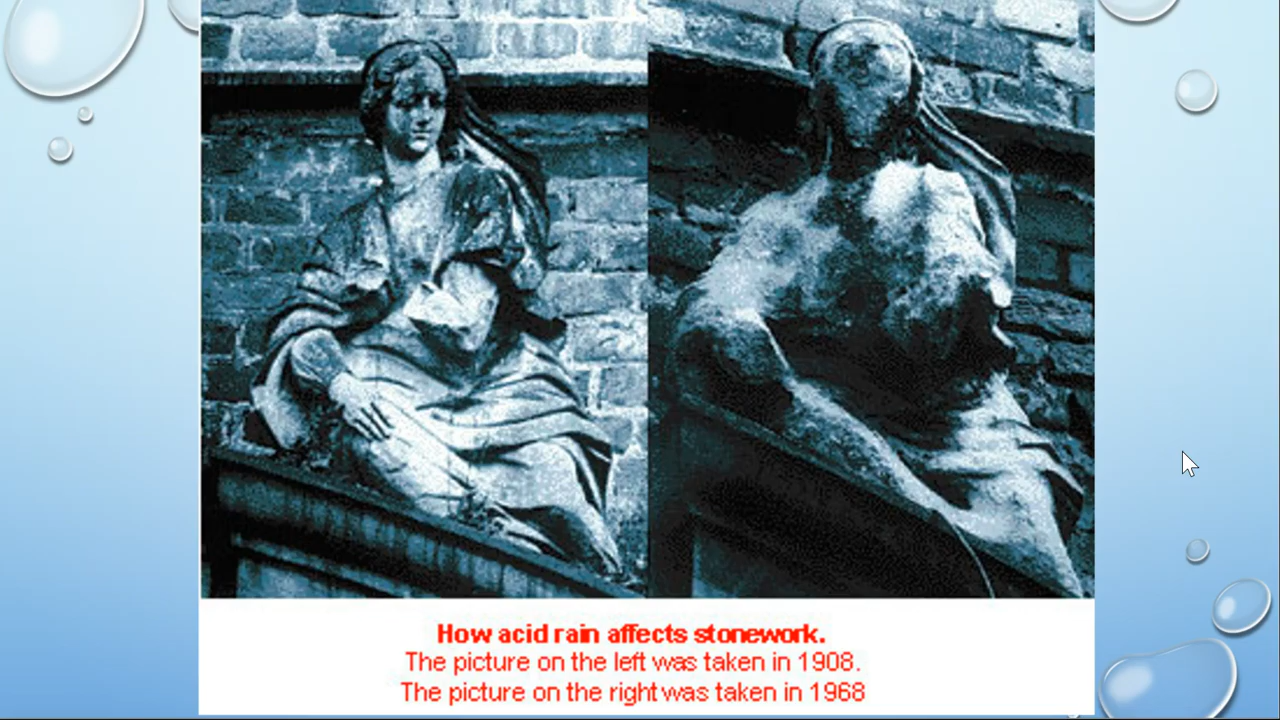 How acid rain affects stonework.
The picture on the left was taken in 1908.
The picture on the right was taken in 1968